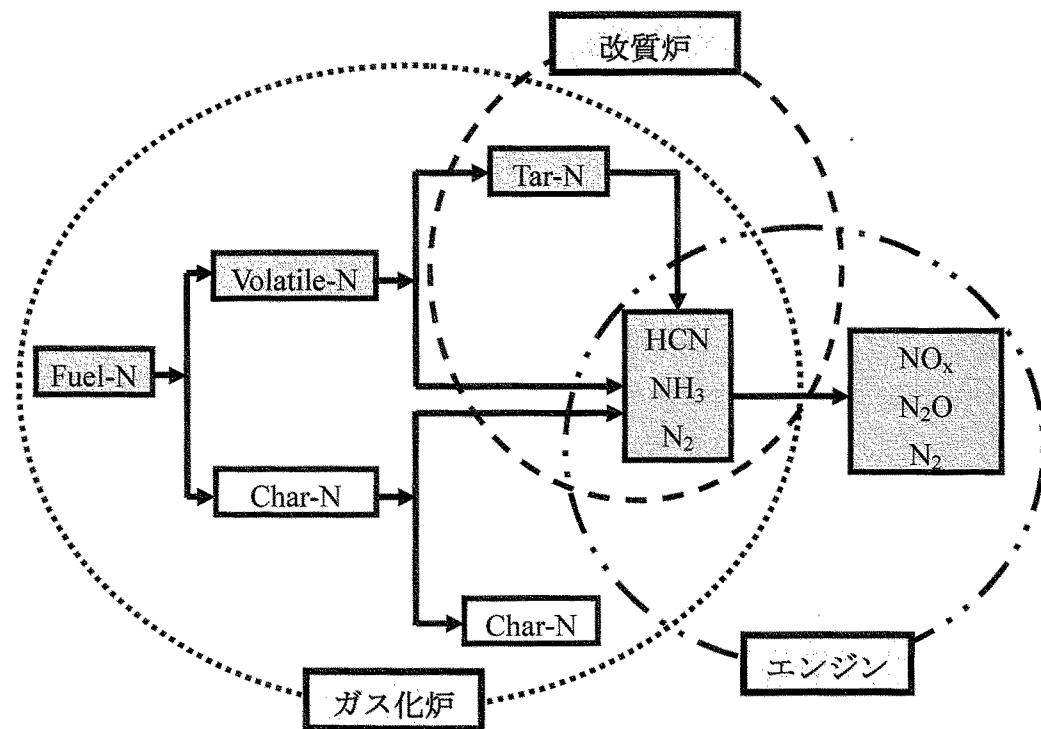 改質炉
Tar-N
Volatile-N
HCN
NH₃
N₂
Fuel-N
NOₓ
N₂O
N₂
Char-N
Char-N
エンジン
ガス化炉